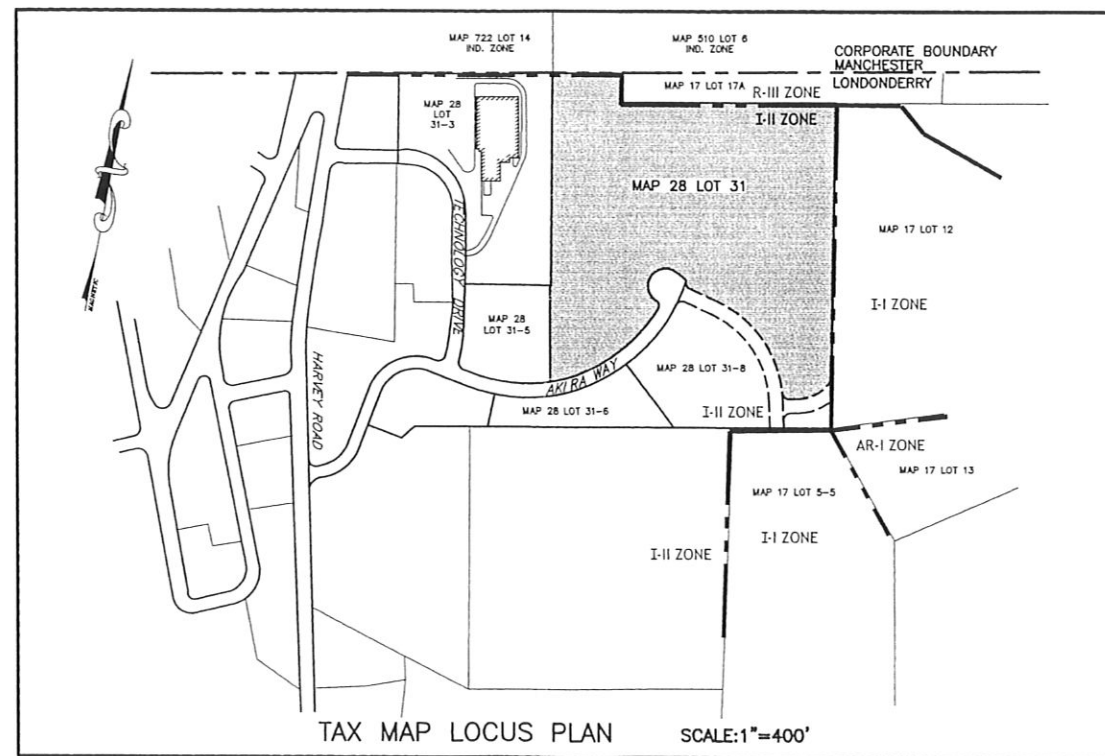 MAP 722 LOT 14
IND. ZONE
MAP 510 LOT 6
IND. ZONE
CORPORATE BOUNDARY
MANCHESTER
LONDONDERRY
MAP 17 LOT 17A
R-III ZONE
I-II ZONE
MAP 28
LOT
31-3
MAP 28 LOT 31
MAP 17 LOT 12
I-I ZONE
TECHNOLOGY DRIVE
MAGNETIC
MAP 28
LOT 31-5
HARVEY ROAD
AKIRA WAY
MAP 28 LOT 31-8
MAP 28 LOT 31-6
I-II ZONE
AR-I ZONE
MAP 17 LOT 13
MAP 17 LOT 5-5
I-I ZONE
I-II ZONE
TAX MAP LOCUS PLAN
SCALE:1"=400'